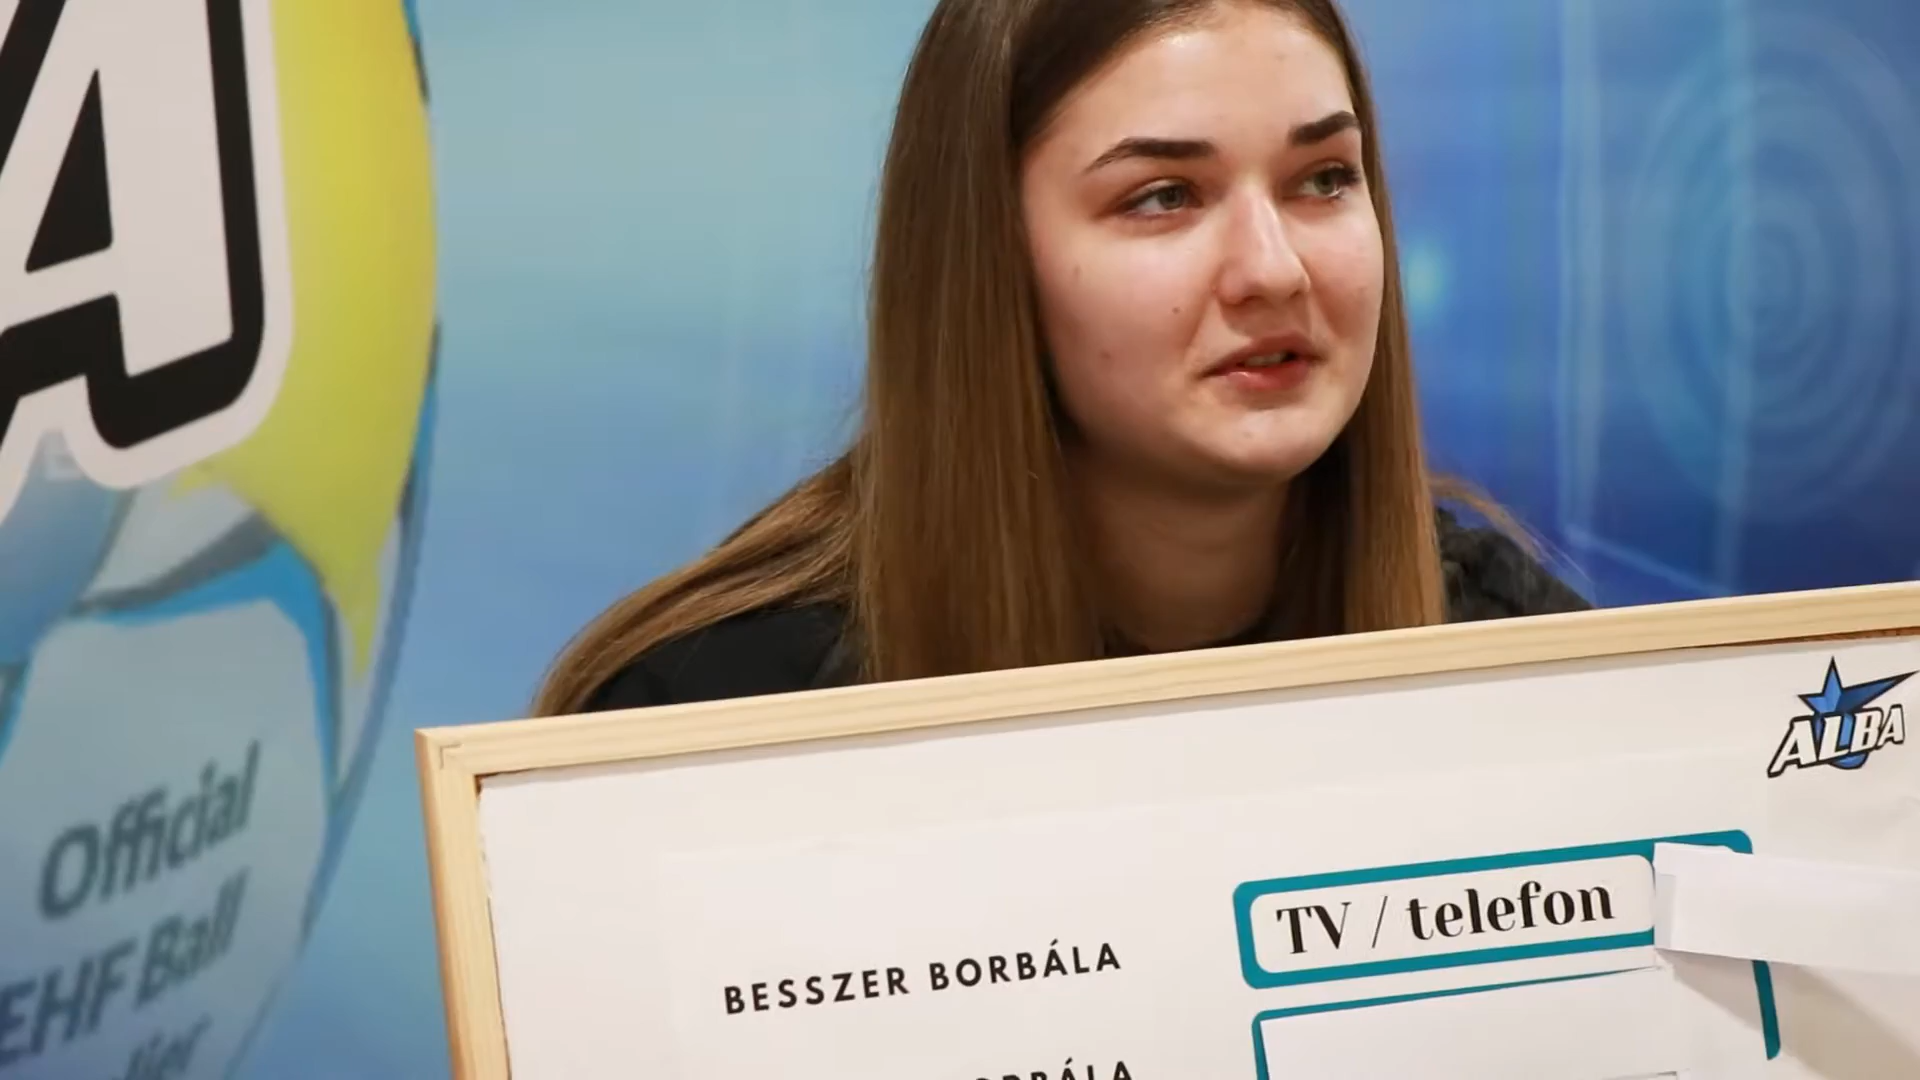 A
Official
EHF Ball
ALBA
TV / telefon
BESSZER BORBÁLA